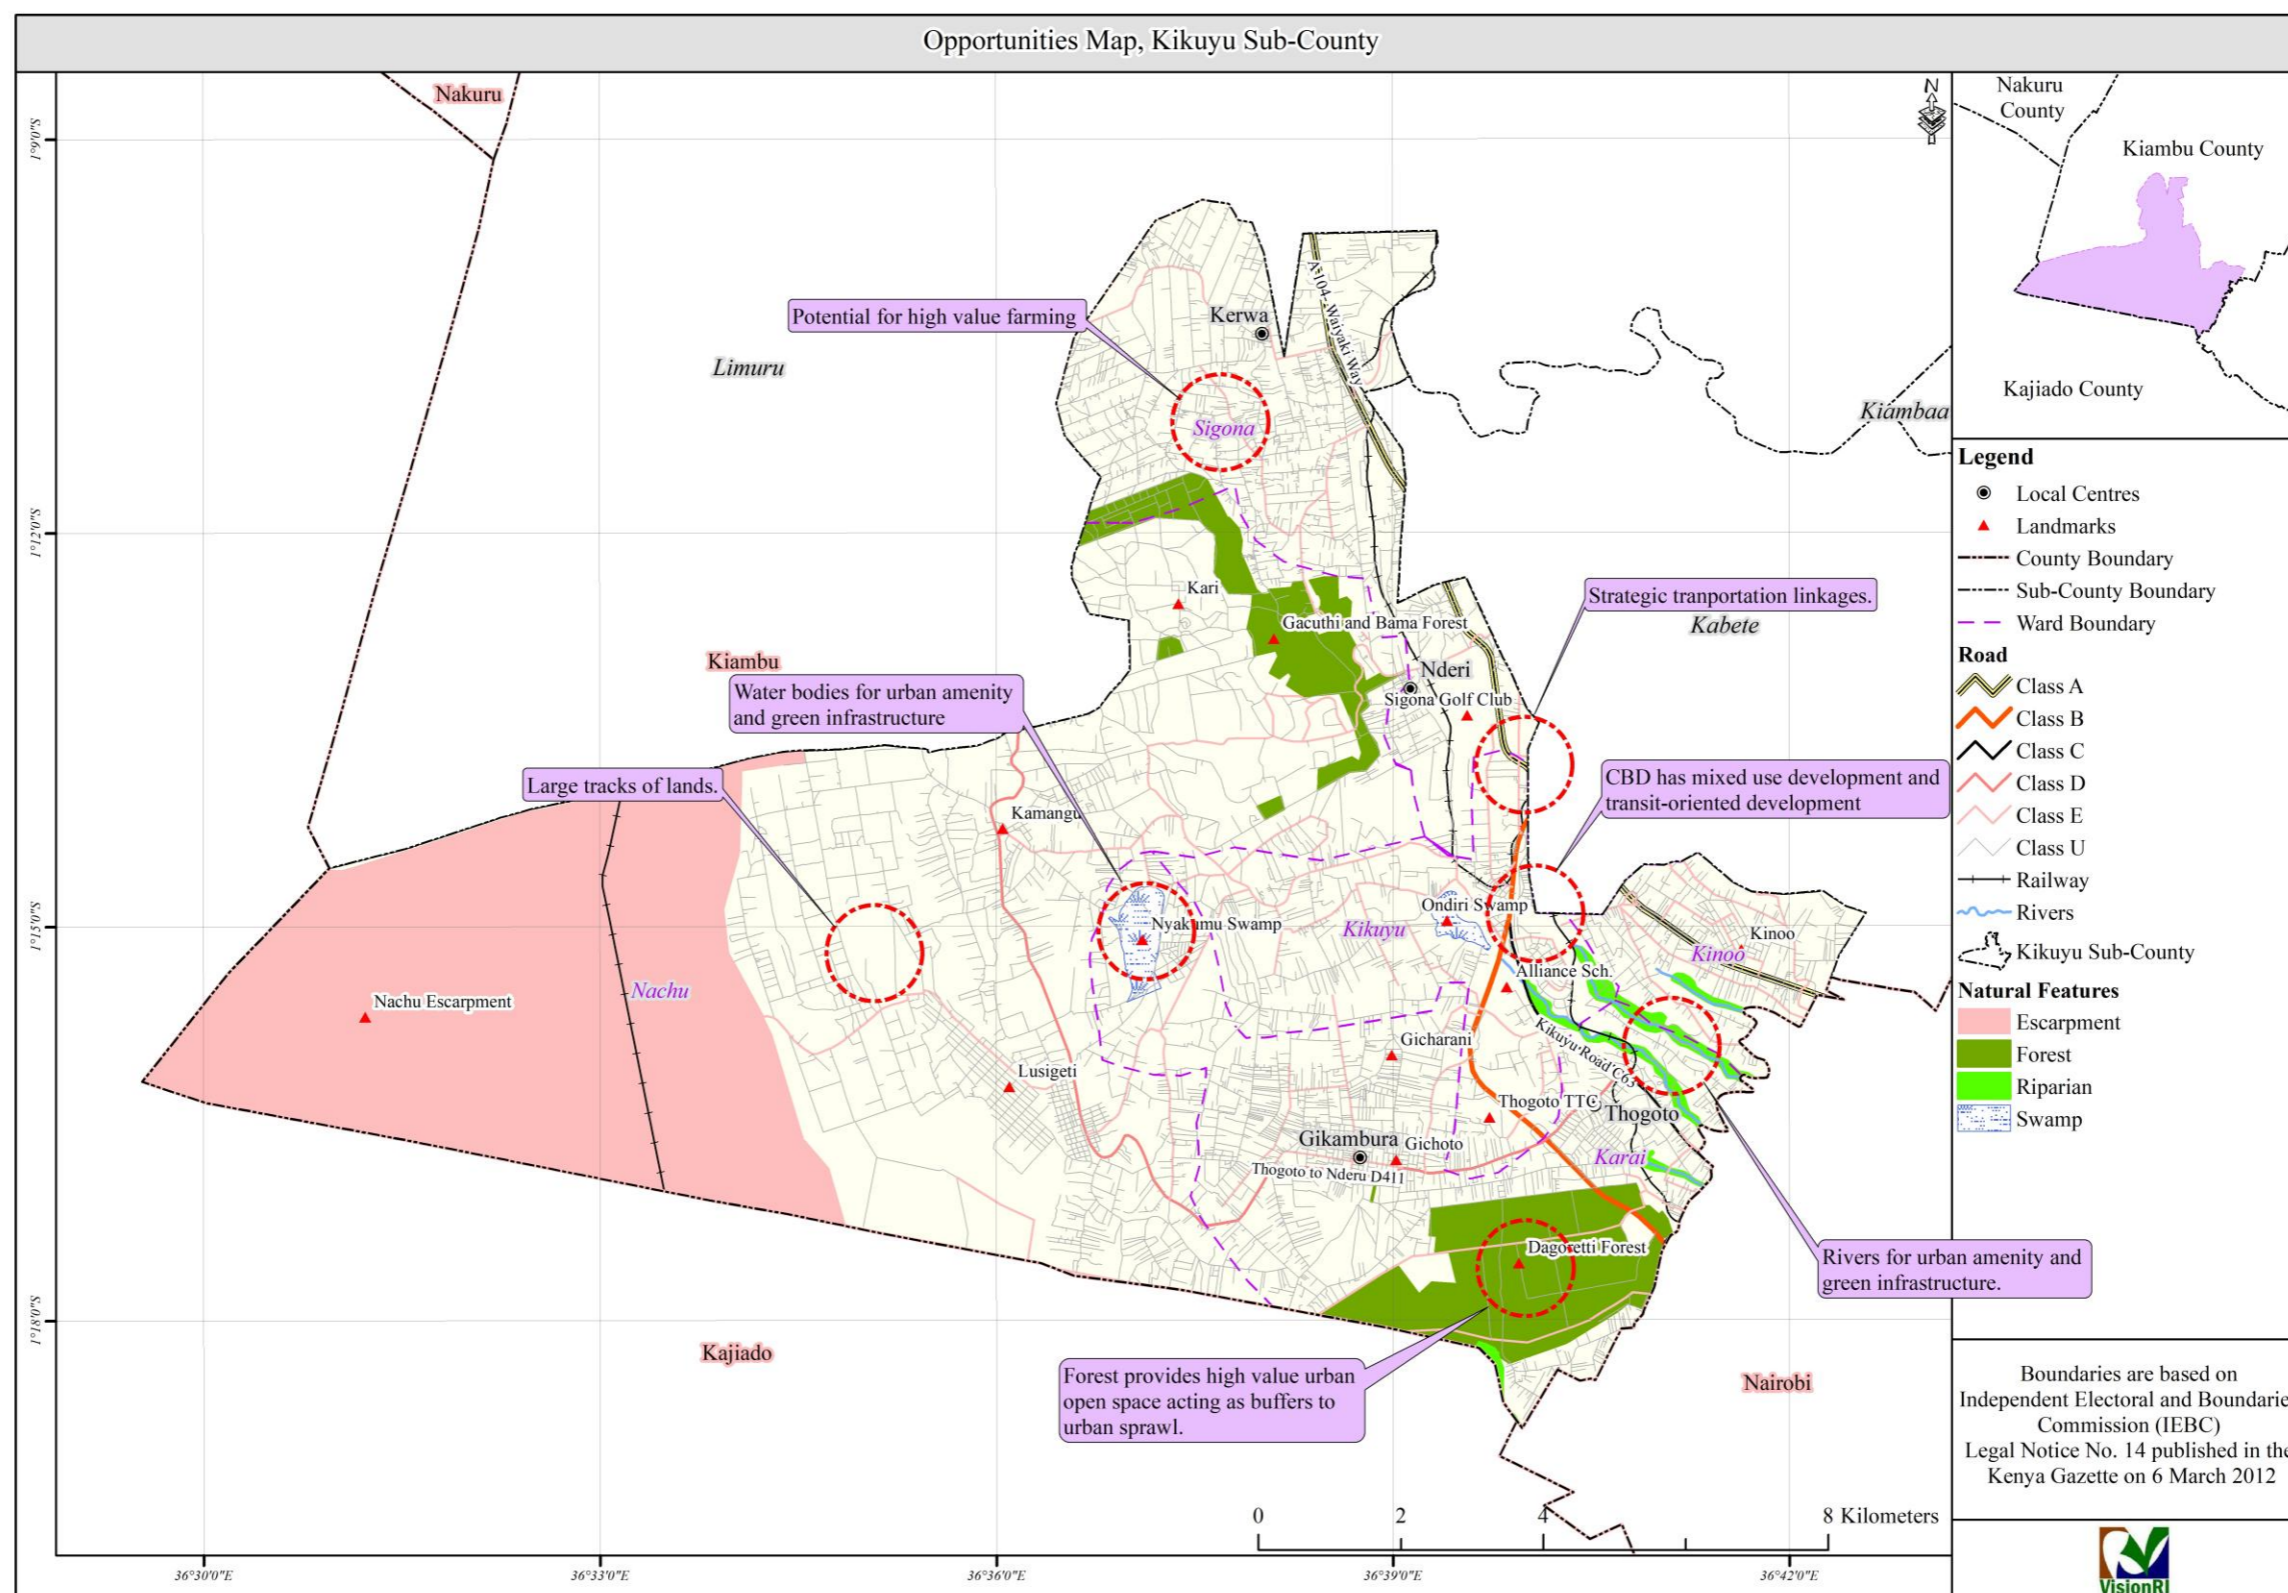 Opportunities Map, Kikuyu Sub-County
Nakuru
N
1°9'0"S
1°12'0"S
1°15'0"S
1°18'0"S
36°30'0"E
36°33'0"E
36°36'0"E
36°39'0"E
36°42'0"E
Limuru
Kiambu
Kajiado
Nairobi
Kabete
Kiambaa
Potential for high value farming
Kerwa
A 104- Waiyaki Way
Sigona
Kari
Gacuthi and Bama Forest
Strategic tranportation linkages.
Nderi
Sigona Golf Club
Water bodies for urban amenity
and green infrastructure
Large tracks of lands.
CBD has mixed use development and
transit-oriented development
Kamangu
Nyakumu Swamp
Ondiri Swamp
Kikuyu
Kinoo
Kinoo
Alliance Sch.
Nachu Escarpment
Nachu
Gicharani
Kikuyu Road C63
Lusigeti
Thogoto TTC
Thogoto
Gikambura
Gichoto
Thogoto to Nderu D411
Karai
Dagoretti Forest
Rivers for urban amenity and
green infrastructure.
Forest provides high value urban
open space acting as buffers to
urban sprawl.
0 2 4 8 Kilometers
Nakuru
County
Kiambu County
Kajiado County
Legend
Local Centres
Landmarks
County Boundary
Sub-County Boundary
Ward Boundary
Road
Class A
Class B
Class C
Class D
Class E
Class U
Railway
Rivers
Kikuyu Sub-County
Natural Features
Escarpment
Forest
Riparian
Swamp
Boundaries are based on
Independent Electoral and Boundarie
Commission (IEBC)
Legal Notice No. 14 published in the
Kenya Gazette on 6 March 2012
VisionRI